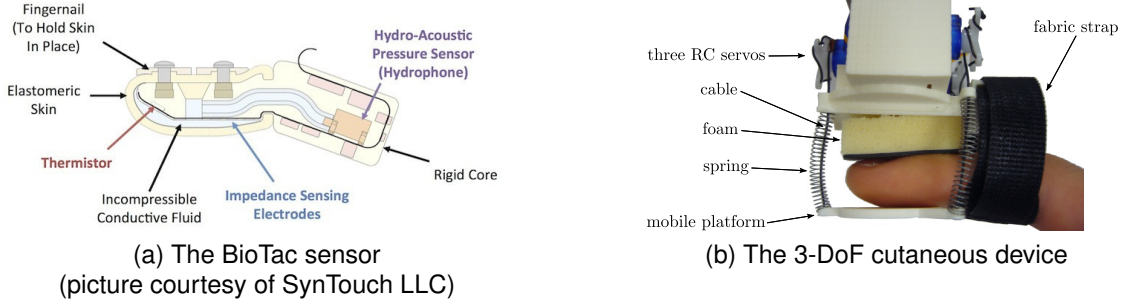 Fingernail
(To Hold Skin
In Place)
Elastomeric
Skin
Thermistor
Incompressible
Conductive Fluid
Impedance Sensing
Electrodes
Hydro-Acoustic
Pressure Sensor
(Hydrophone)
Rigid Core
(a) The BioTac sensor
(picture courtesy of SynTouch LLC)
three RC servos
cable
foam
spring
mobile platform
fabric strap
(b) The 3-DoF cutaneous device